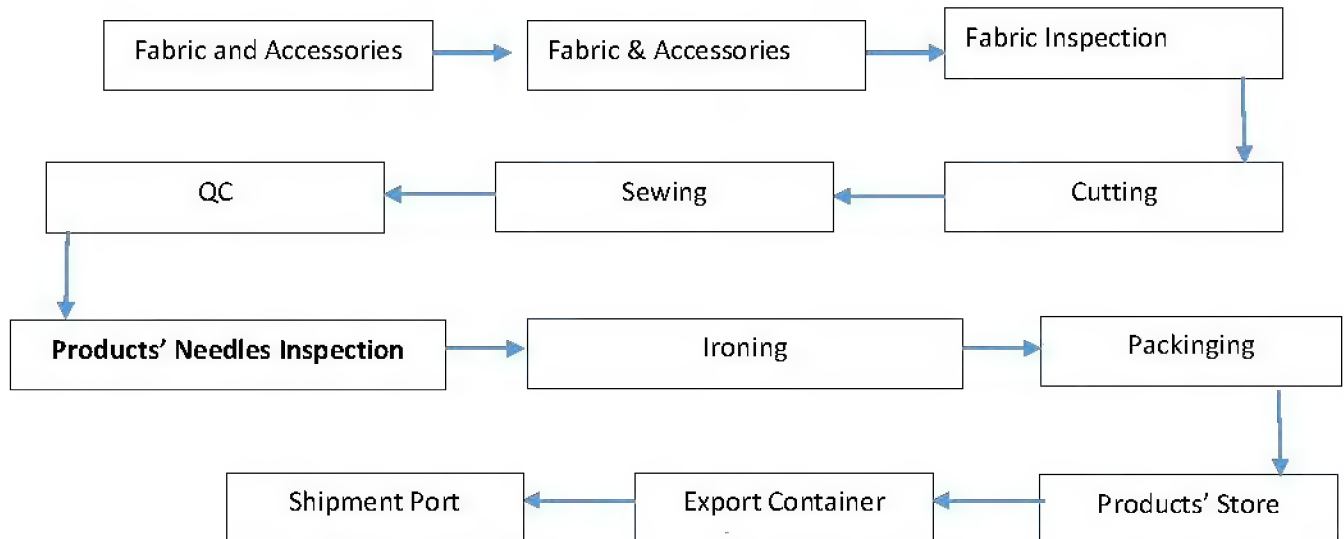 Fabric and Accessories
Fabric & Accessories
Fabric Inspection
Cutting
Sewing
QC
Products’ Needles Inspection
Ironing
Packinging
Products’ Store
Export Container
Shipment Port